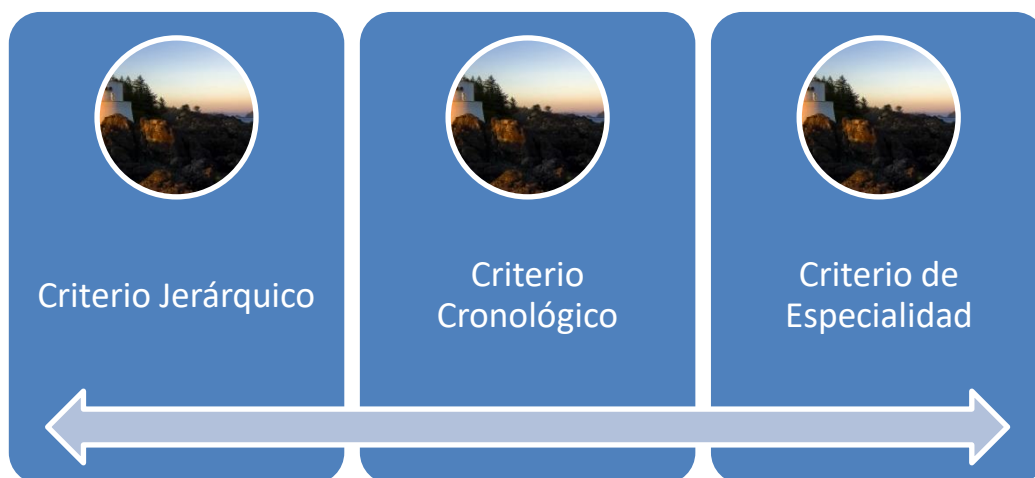 Criterio Jerárquico
Criterio
Cronológico
Criterio de
Especialidad